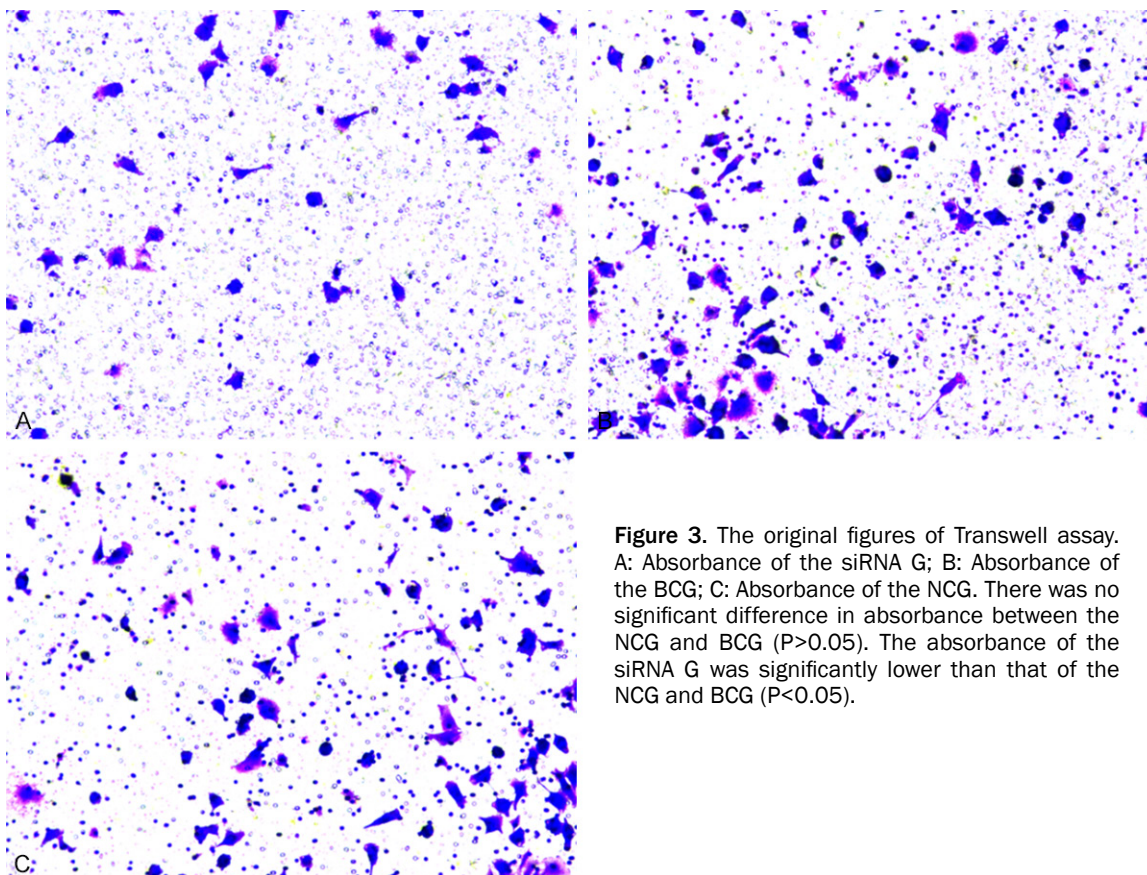 A
B
C
Figure 3. The original figures of Transwell assay.
A: Absorbance of the siRNA G; B: Absorbance of
the BCG; C: Absorbance of the NCG. There was no
significant difference in absorbance between the
NCG and BCG (P>0.05). The absorbance of the
siRNA G was significantly lower than that of the
NCG and BCG (P<0.05).